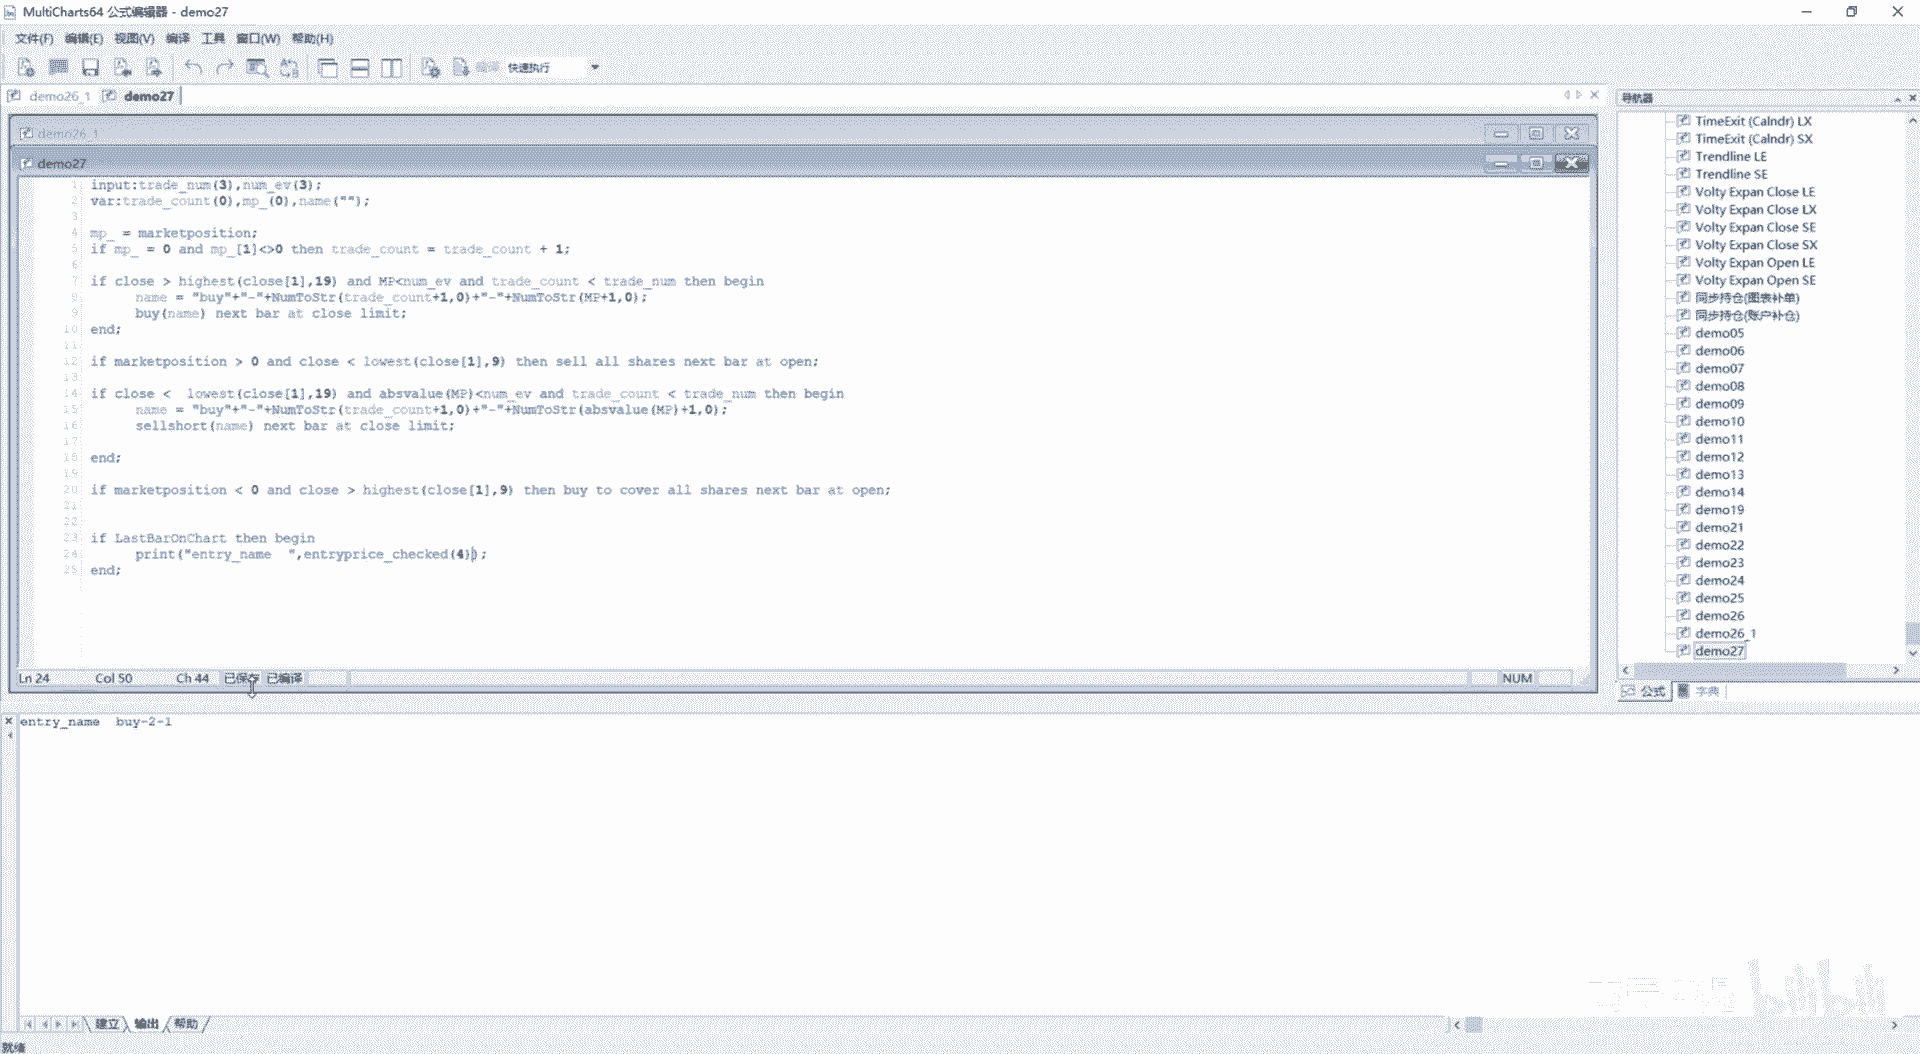 MultiCharts64 公式编辑器 - demo27
文件(F) 编辑(E) 视图(V) 编译 工具 窗口(W) 帮助(H)
编译 快速执行
demo26_1 demo27
导航器
demo26_1
demo27
1 input:trade_num(3),num_ev(3);
2 var:trade_count(0),mp_(0),name("");
3
4 mp_ = marketposition;
5 if mp_ = 0 and mp_[1]<>0 then trade_count = trade_count + 1;
6
7 if close > highest(close[1],19) and MP<num_ev and trade_count < trade_num then begin
8 name = "buy"+"-"+NumToStr(trade_count+1,0)+"-"+NumToStr(MP+1,0);
9 buy(name) next bar at close limit;
10 end;
11
12 if marketposition > 0 and close < lowest(close[1],9) then sell all shares next bar at open;
13
14 if close <  lowest(close[1],19) and absvalue(MP)<num_ev and trade_count < trade_num then begin
15 name = "buy"+"-"+NumToStr(trade_count+1,0)+"-"+NumToStr(absvalue(MP)+1,0);
16 sellshort(name) next bar at close limit;
17
18 end;
19
20 if marketposition < 0 and close > highest(close[1],9) then buy to cover all shares next bar at open;
21
22
23 if LastBarOnChart then begin
24 print("entry_name  ",entryprice_checked(4));
25 end;
Ln 24 Col 50 Ch 44 已保存 已编译 NUM
TimeExit (Calndr) LX
TimeExit (Calndr) SX
Trendline LE
Trendline SE
Volty Expan Close LE
Volty Expan Close LX
Volty Expan Close SE
Volty Expan Close SX
Volty Expan Open LE
Volty Expan Open SE
同步持仓(图表补单)
同步持仓(账户补仓)
demo05
demo06
demo07
demo08
demo09
demo10
demo11
demo12
demo13
demo14
demo19
demo21
demo22
demo23
demo24
demo25
demo26
demo26_1
demo27
公式 字典
entry_name  buy-2-1
bilibili
建立 输出 帮助
就绪